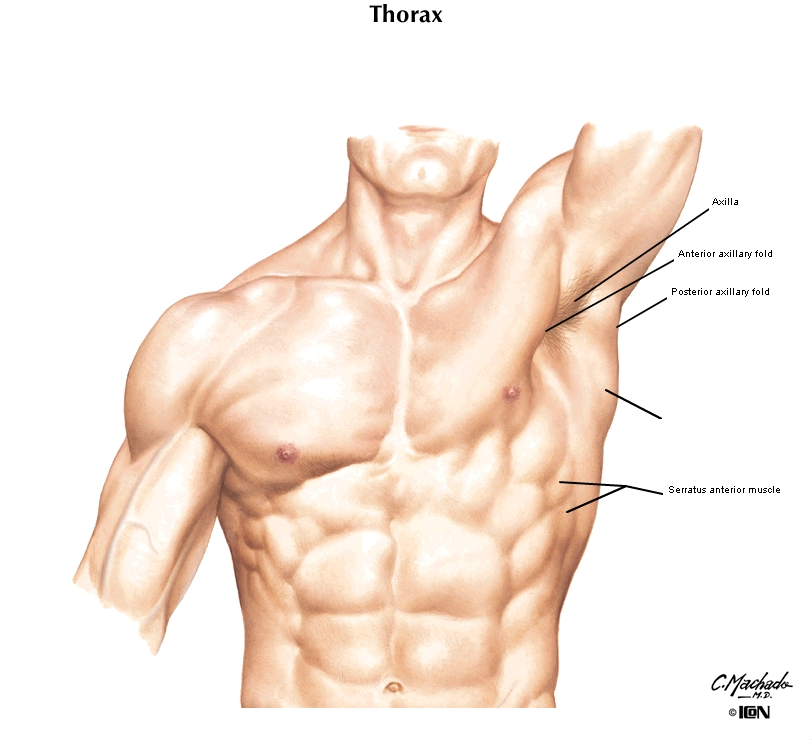 Thorax
Axilla
Anterior axillary fold
Posterior axillary fold
Serratus anterior muscle
C. Machado
M.D.
© ICON